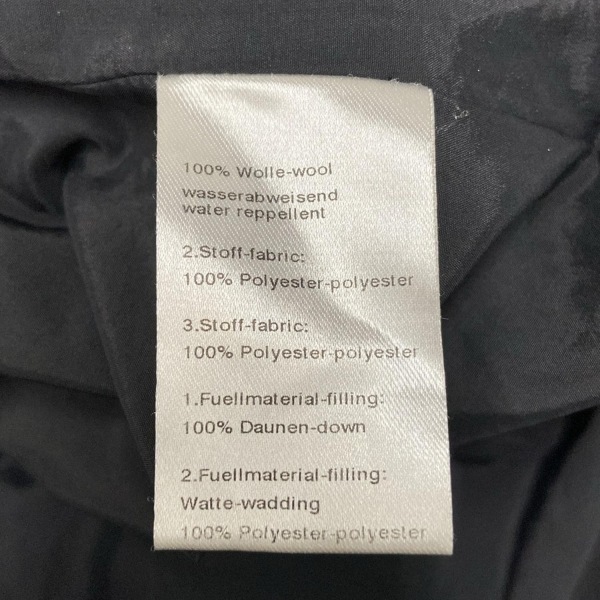 100% Wolle-wool
wasserabweisend
water reppellent
2.Stoff-fabric:
100% Polyester-polyester
3.Stoff-fabric:
100% Polyester-polyester
1.Fuellmaterial-filling:
100% Daunen-down
2.Fuellmaterial-filling:
Watte-wadding
100% Polyester-polyester